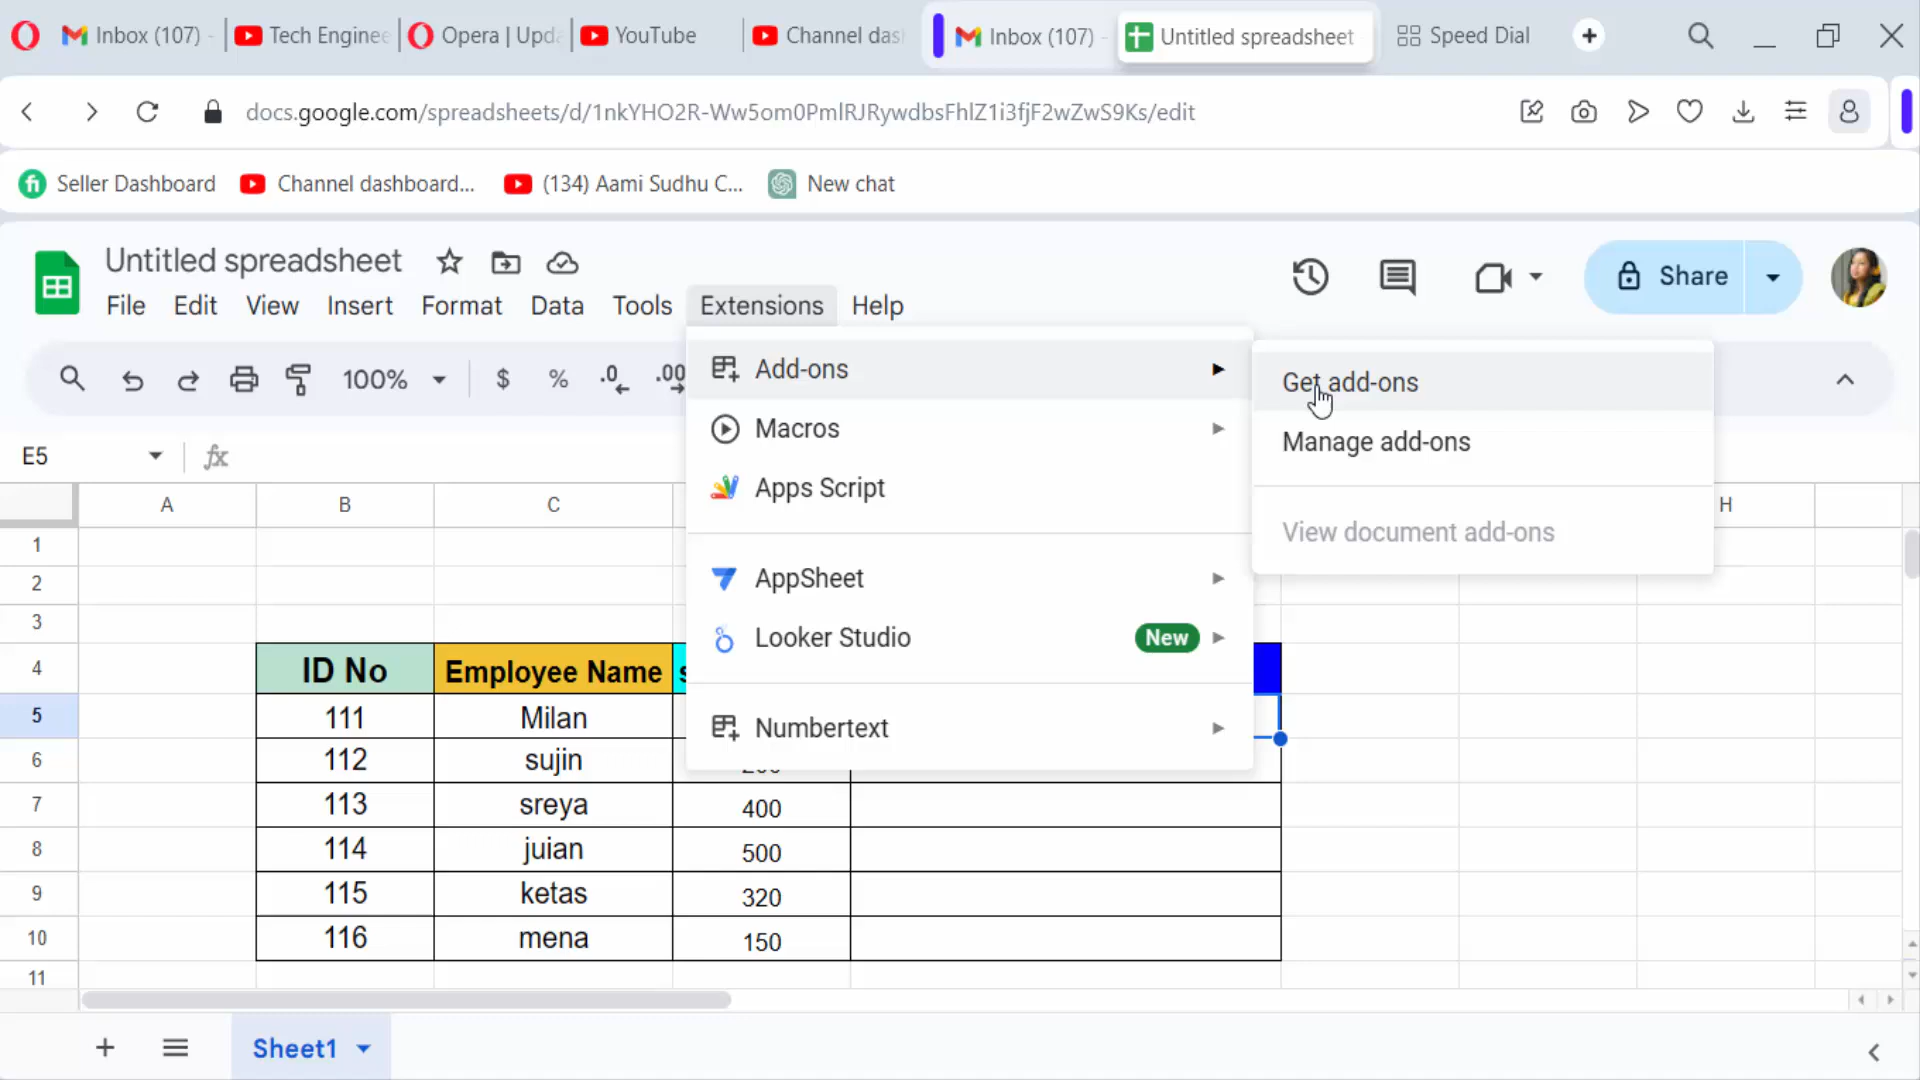 Inbox (107) - Tech Enginee Opera | Upda YouTube Channel das Inbox (107) - Untitled spreadsheet Speed Dial
docs.google.com/spreadsheets/d/1nkYHO2R-Ww5om0PmlRJRywdbsFhlZ1i3fjF2wZwS9Ks/edit
Seller Dashboard Channel dashboard... (134) Aami Sudhu C... New chat
Untitled spreadsheet
Share
File Edit View Insert Format Data Tools Extensions Help
100% $ % .0 .00
Add-ons
Get add-ons
Macros
Manage add-ons
Apps Script
View document add-ons
E5 fx
A B C H
AppSheet
Looker Studio New
Numbertext
1
2
3
4 ID No Employee Name s
5 111 Milan
6 112 sujin
7 113 sreya 400
8 114 juian 500
9 115 ketas 320
10 116 mena 150
11
Sheet1